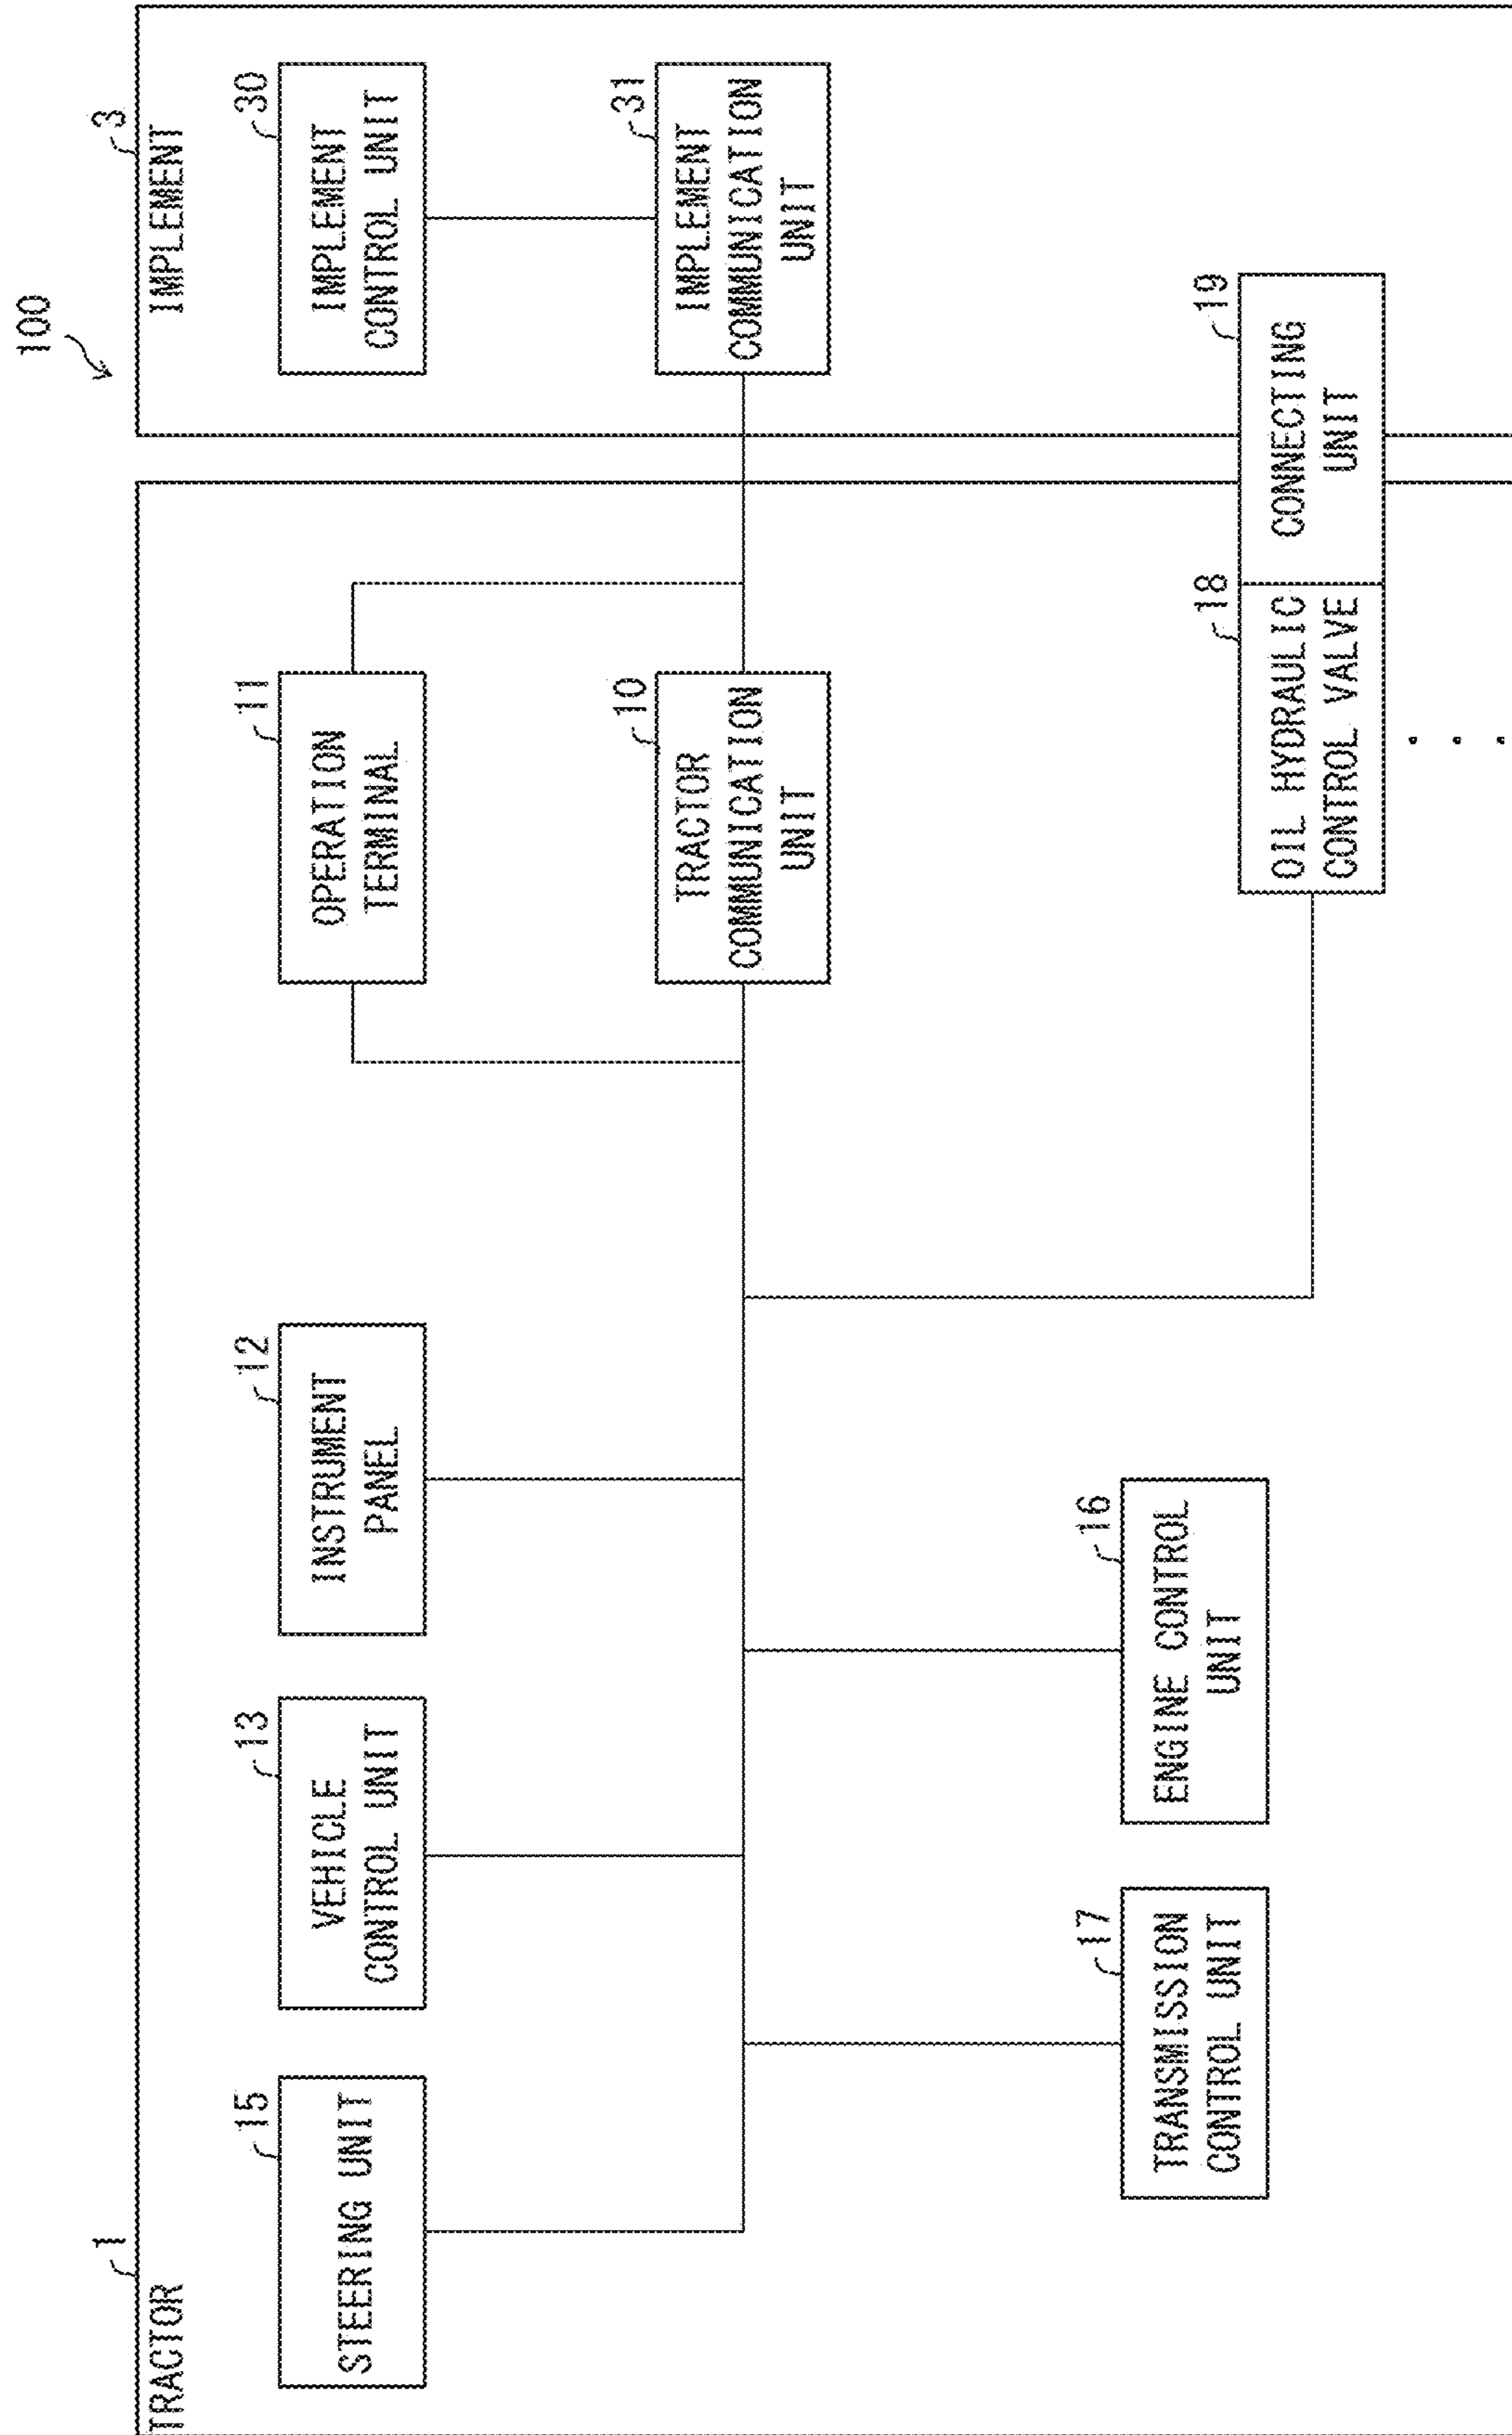 100
1
TRACTOR
3
IMPLEMENT
15
STEERING UNIT
13
VEHICLE
CONTROL UNIT
12
INSTRUMENT
PANEL
11
OPERATION
TERMINAL
30
IMPLEMENT
CONTROL UNIT
10
TRACTOR
COMMUNICATION
UNIT
31
IMPLEMENT
COMMUNICATION
UNIT
17
TRANSMISSION
CONTROL UNIT
16
ENGINE CONTROL
UNIT
18
OIL HYDRAULIC
CONTROL VALVE
19
CONNECTING
UNIT